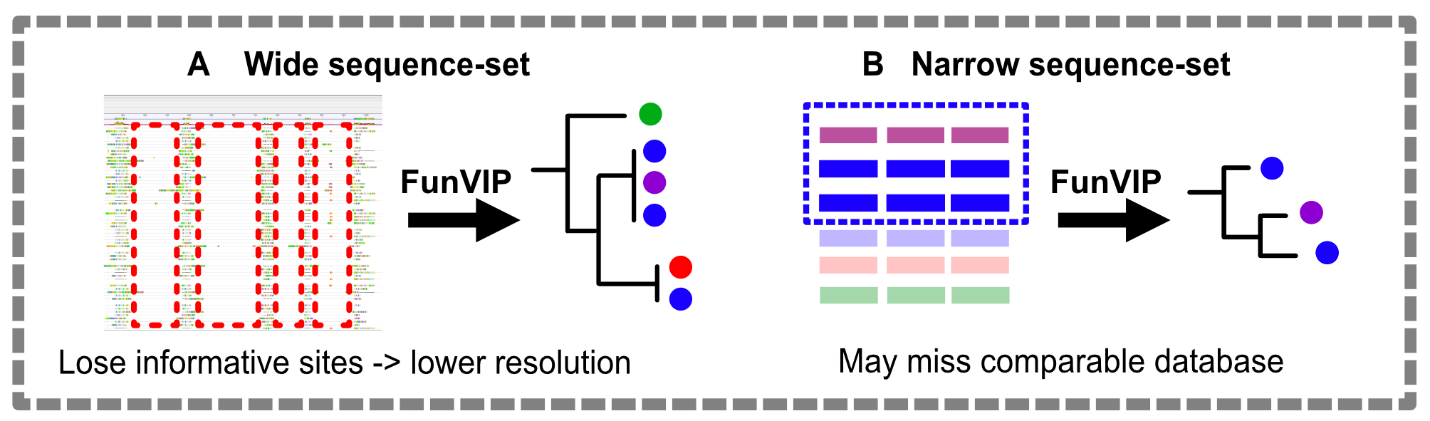 A Wide sequence-set
B Narrow sequence-set
FunVIP
FunVIP
Lose informative sites -> lower resolution
May miss comparable database